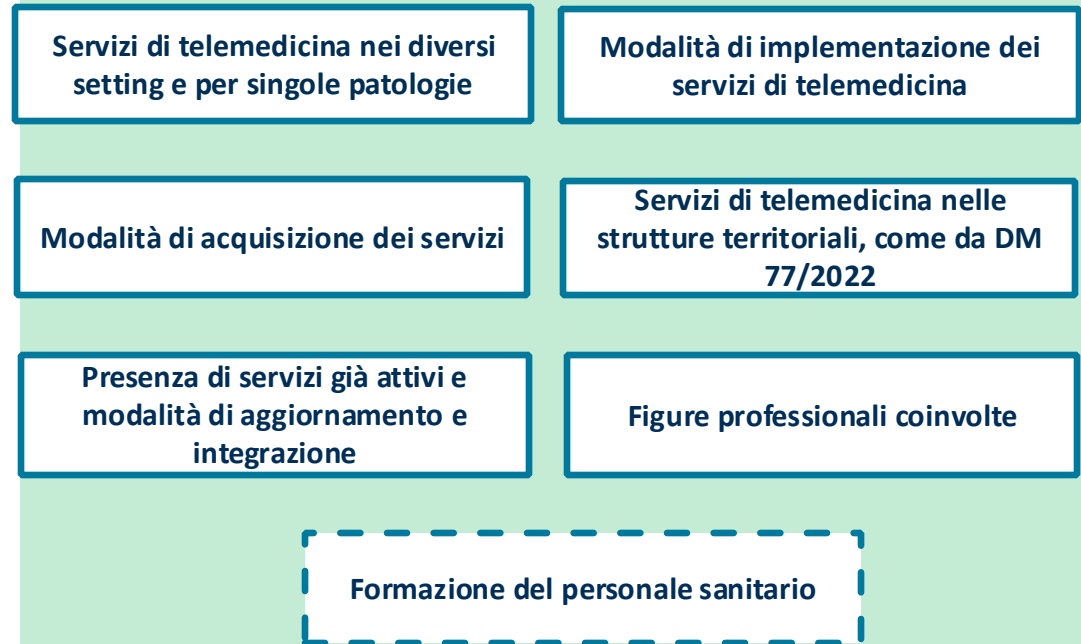 Servizi di telemedicina nei diversi
setting e per singole patologie
Modalità di implementazione dei
servizi di telemedicina
Modalità di acquisizione dei servizi
Servizi di telemedicina nelle
strutture territoriali, come da DM
77/2022
Presenza di servizi già attivi e
modalità di aggiornamento e
integrazione
Figure professionali coinvolte
Formazione del personale sanitario